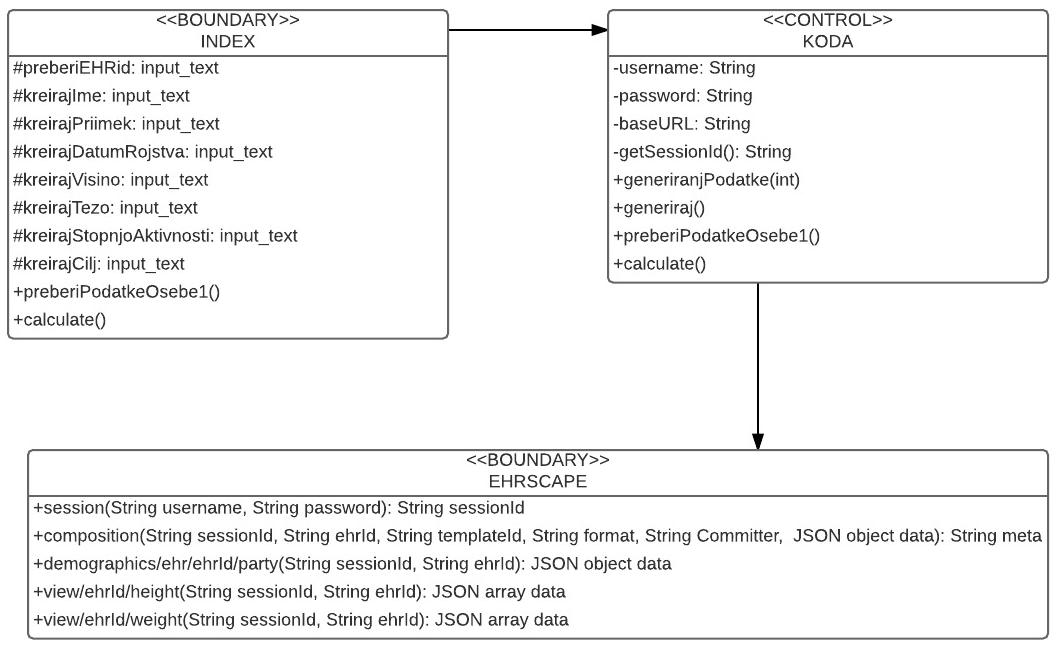 <<BOUNDARY>>
INDEX
#preberiEHRid: input_text
#kreirajIme: input_text
#kreirajPriimek: input_text
#kreirajDatumRojstva: input_text
#kreirajVisino: input_text
#kreirajTezo: input_text
#kreirajStopnjoAktivnosti: input_text
#kreirajCilj: input_text
+preberiPodatkeOsebe1()
+calculate()
<<CONTROL>>
KODA
-username: String
-password: String
-baseURL: String
-getSessionId(): String
+generiranjPodatke(int)
+generiraj()
+preberiPodatkeOsebe1()
+calculate()
<<BOUNDARY>>
EHRSCAPE
+session(String username, String password): String sessionId
+composition(String sessionId, String ehrId, String templateId, String format, String Committer,  JSON object data): String meta
+demographics/ehr/ehrId/party(String sessionId, String ehrId): JSON object data
+view/ehrId/height(String sessionId, String ehrId): JSON array data
+view/ehrId/weight(String sessionId, String ehrId): JSON array data